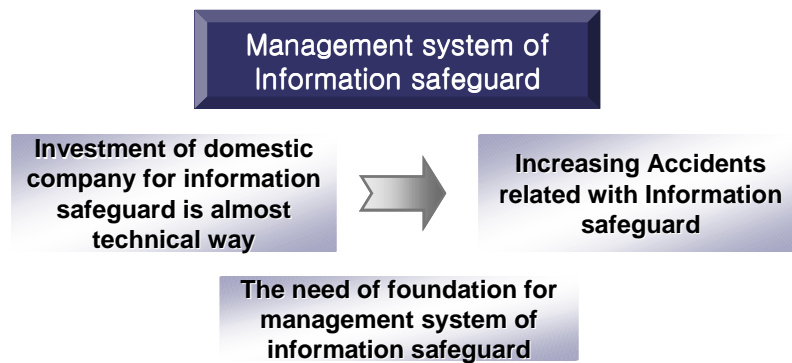 Management system of
Information safeguard
Investment of domestic
company for information
safeguard is almost
technical way
Increasing Accidents
related with Information
safeguard
The need of foundation for
management system of
information safeguard